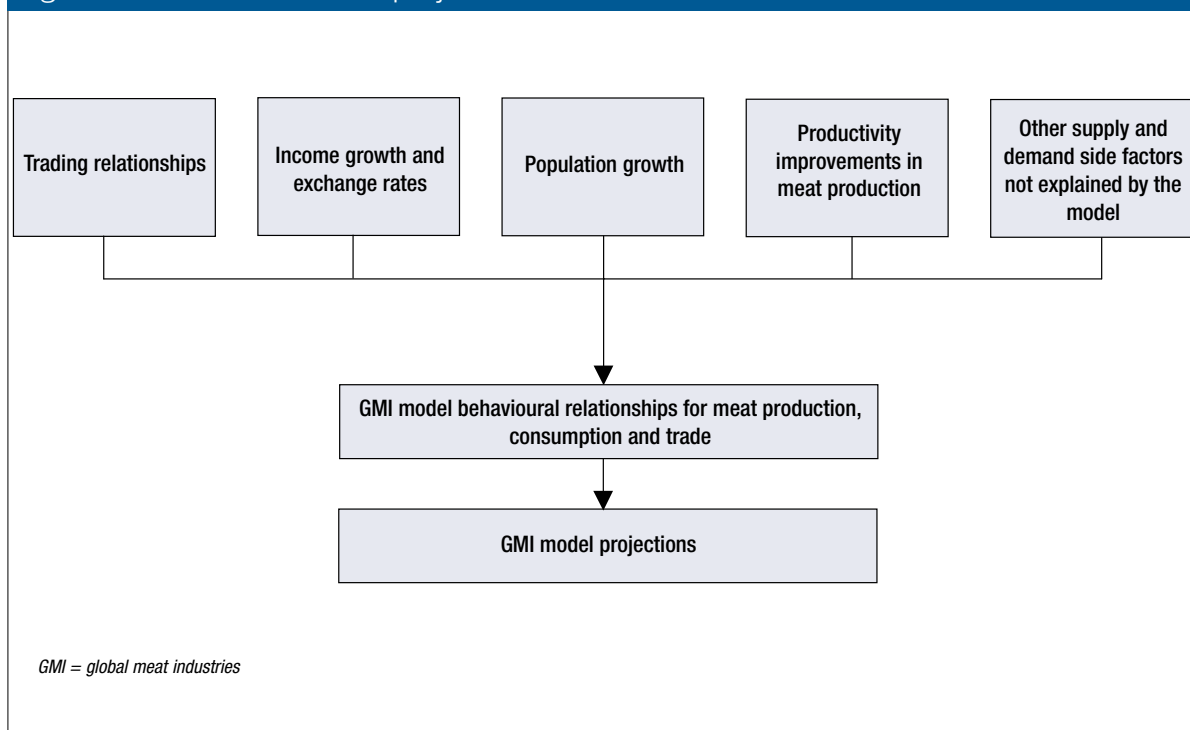 Trading relationships
Income growth and
exchange rates
Population growth
Productivity
improvements in
meat production
Other supply and
demand side factors
not explained by the
model
GMI model behavioural relationships for meat production,
consumption and trade
GMI model projections
GMI = global meat industries